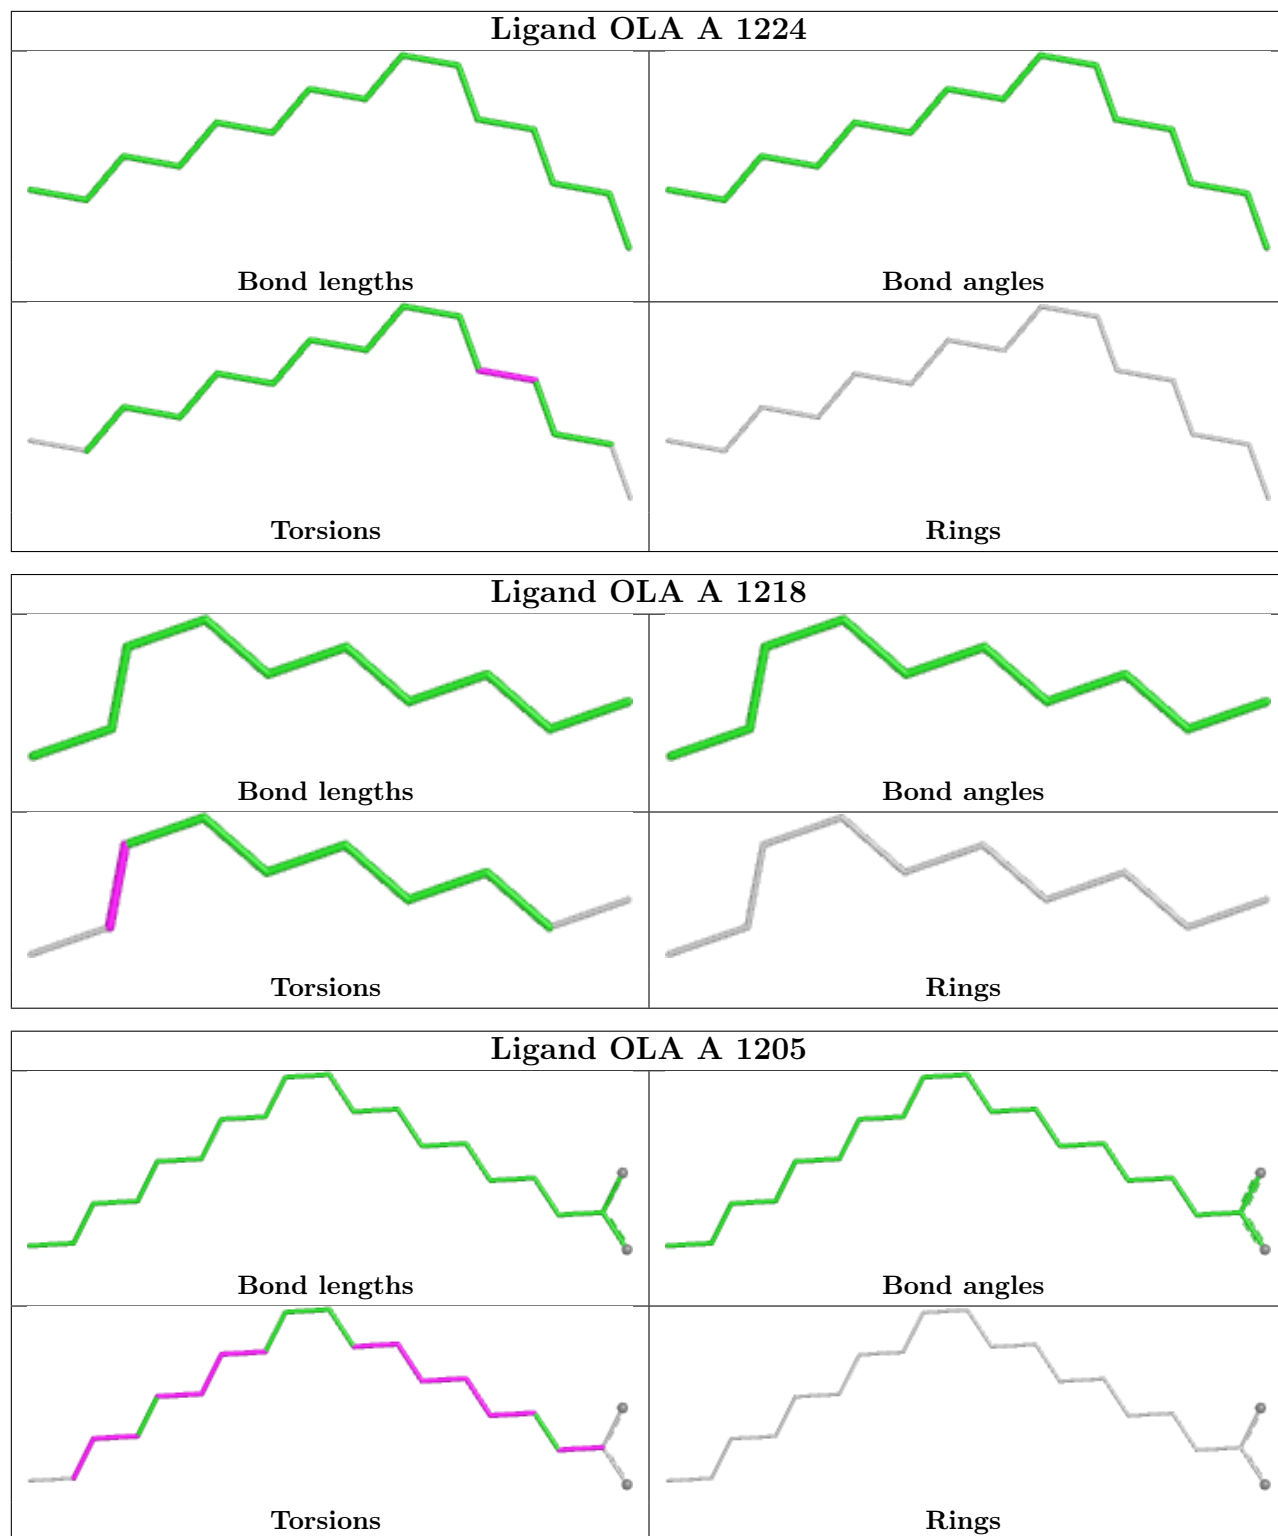 Ligand OLA A 1224
Bond lengths
Bond angles
Torsions
Rings
Ligand OLA A 1218
Bond lengths
Bond angles
Torsions
Rings
Ligand OLA A 1205
Bond lengths
Bond angles
Torsions
Rings